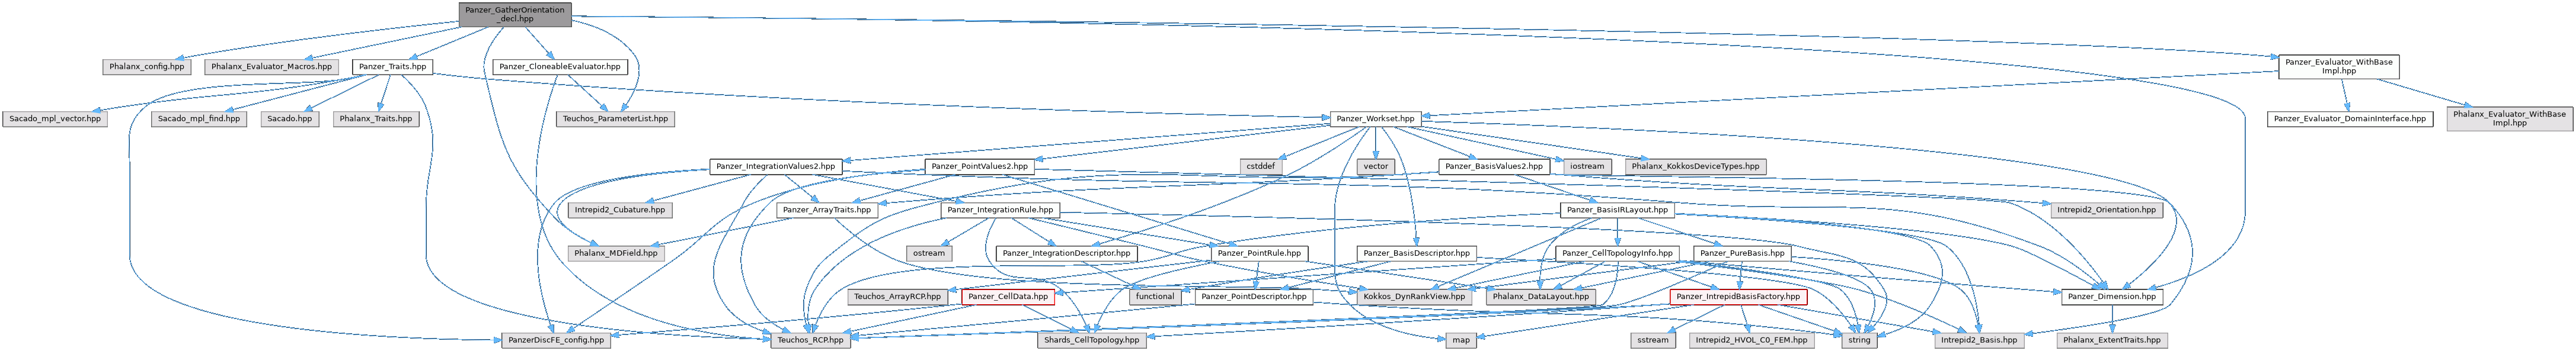 Panzer_GatherOrientation
_decl.hpp
Phalanx_config.hpp
Phalanx_Evaluator_Macros.hpp
Panzer_Traits.hpp
Panzer_CloneableEvaluator.hpp
Panzer_Evaluator_WithBase
Impl.hpp
Sacado_mpl_vector.hpp
Sacado_mpl_find.hpp
Sacado.hpp
Phalanx_Traits.hpp
Teuchos_ParameterList.hpp
Panzer_Workset.hpp
Panzer_Evaluator_DomainInterface.hpp
Phalanx_Evaluator_WithBase
Impl.hpp
Panzer_IntegrationValues2.hpp
Panzer_PointValues2.hpp
cstddef
vector
Panzer_BasisValues2.hpp
iostream
Phalanx_KokkosDeviceTypes.hpp
Intrepid2_Cubature.hpp
Panzer_ArrayTraits.hpp
Panzer_IntegrationRule.hpp
Panzer_BasisIRLayout.hpp
Intrepid2_Orientation.hpp
Phalanx_MDField.hpp
ostream
Panzer_IntegrationDescriptor.hpp
Panzer_PointRule.hpp
Panzer_BasisDescriptor.hpp
Panzer_CellTopologyInfo.hpp
Panzer_PureBasis.hpp
Teuchos_ArrayRCP.hpp
Panzer_CellData.hpp
functional
Panzer_PointDescriptor.hpp
Kokkos_DynRankView.hpp
Phalanx_DataLayout.hpp
Panzer_IntrepidBasisFactory.hpp
Panzer_Dimension.hpp
PanzerDiscFE_config.hpp
Teuchos_RCP.hpp
Shards_CellTopology.hpp
map
sstream
Intrepid2_HVOL_C0_FEM.hpp
string
Intrepid2_Basis.hpp
Phalanx_ExtentTraits.hpp